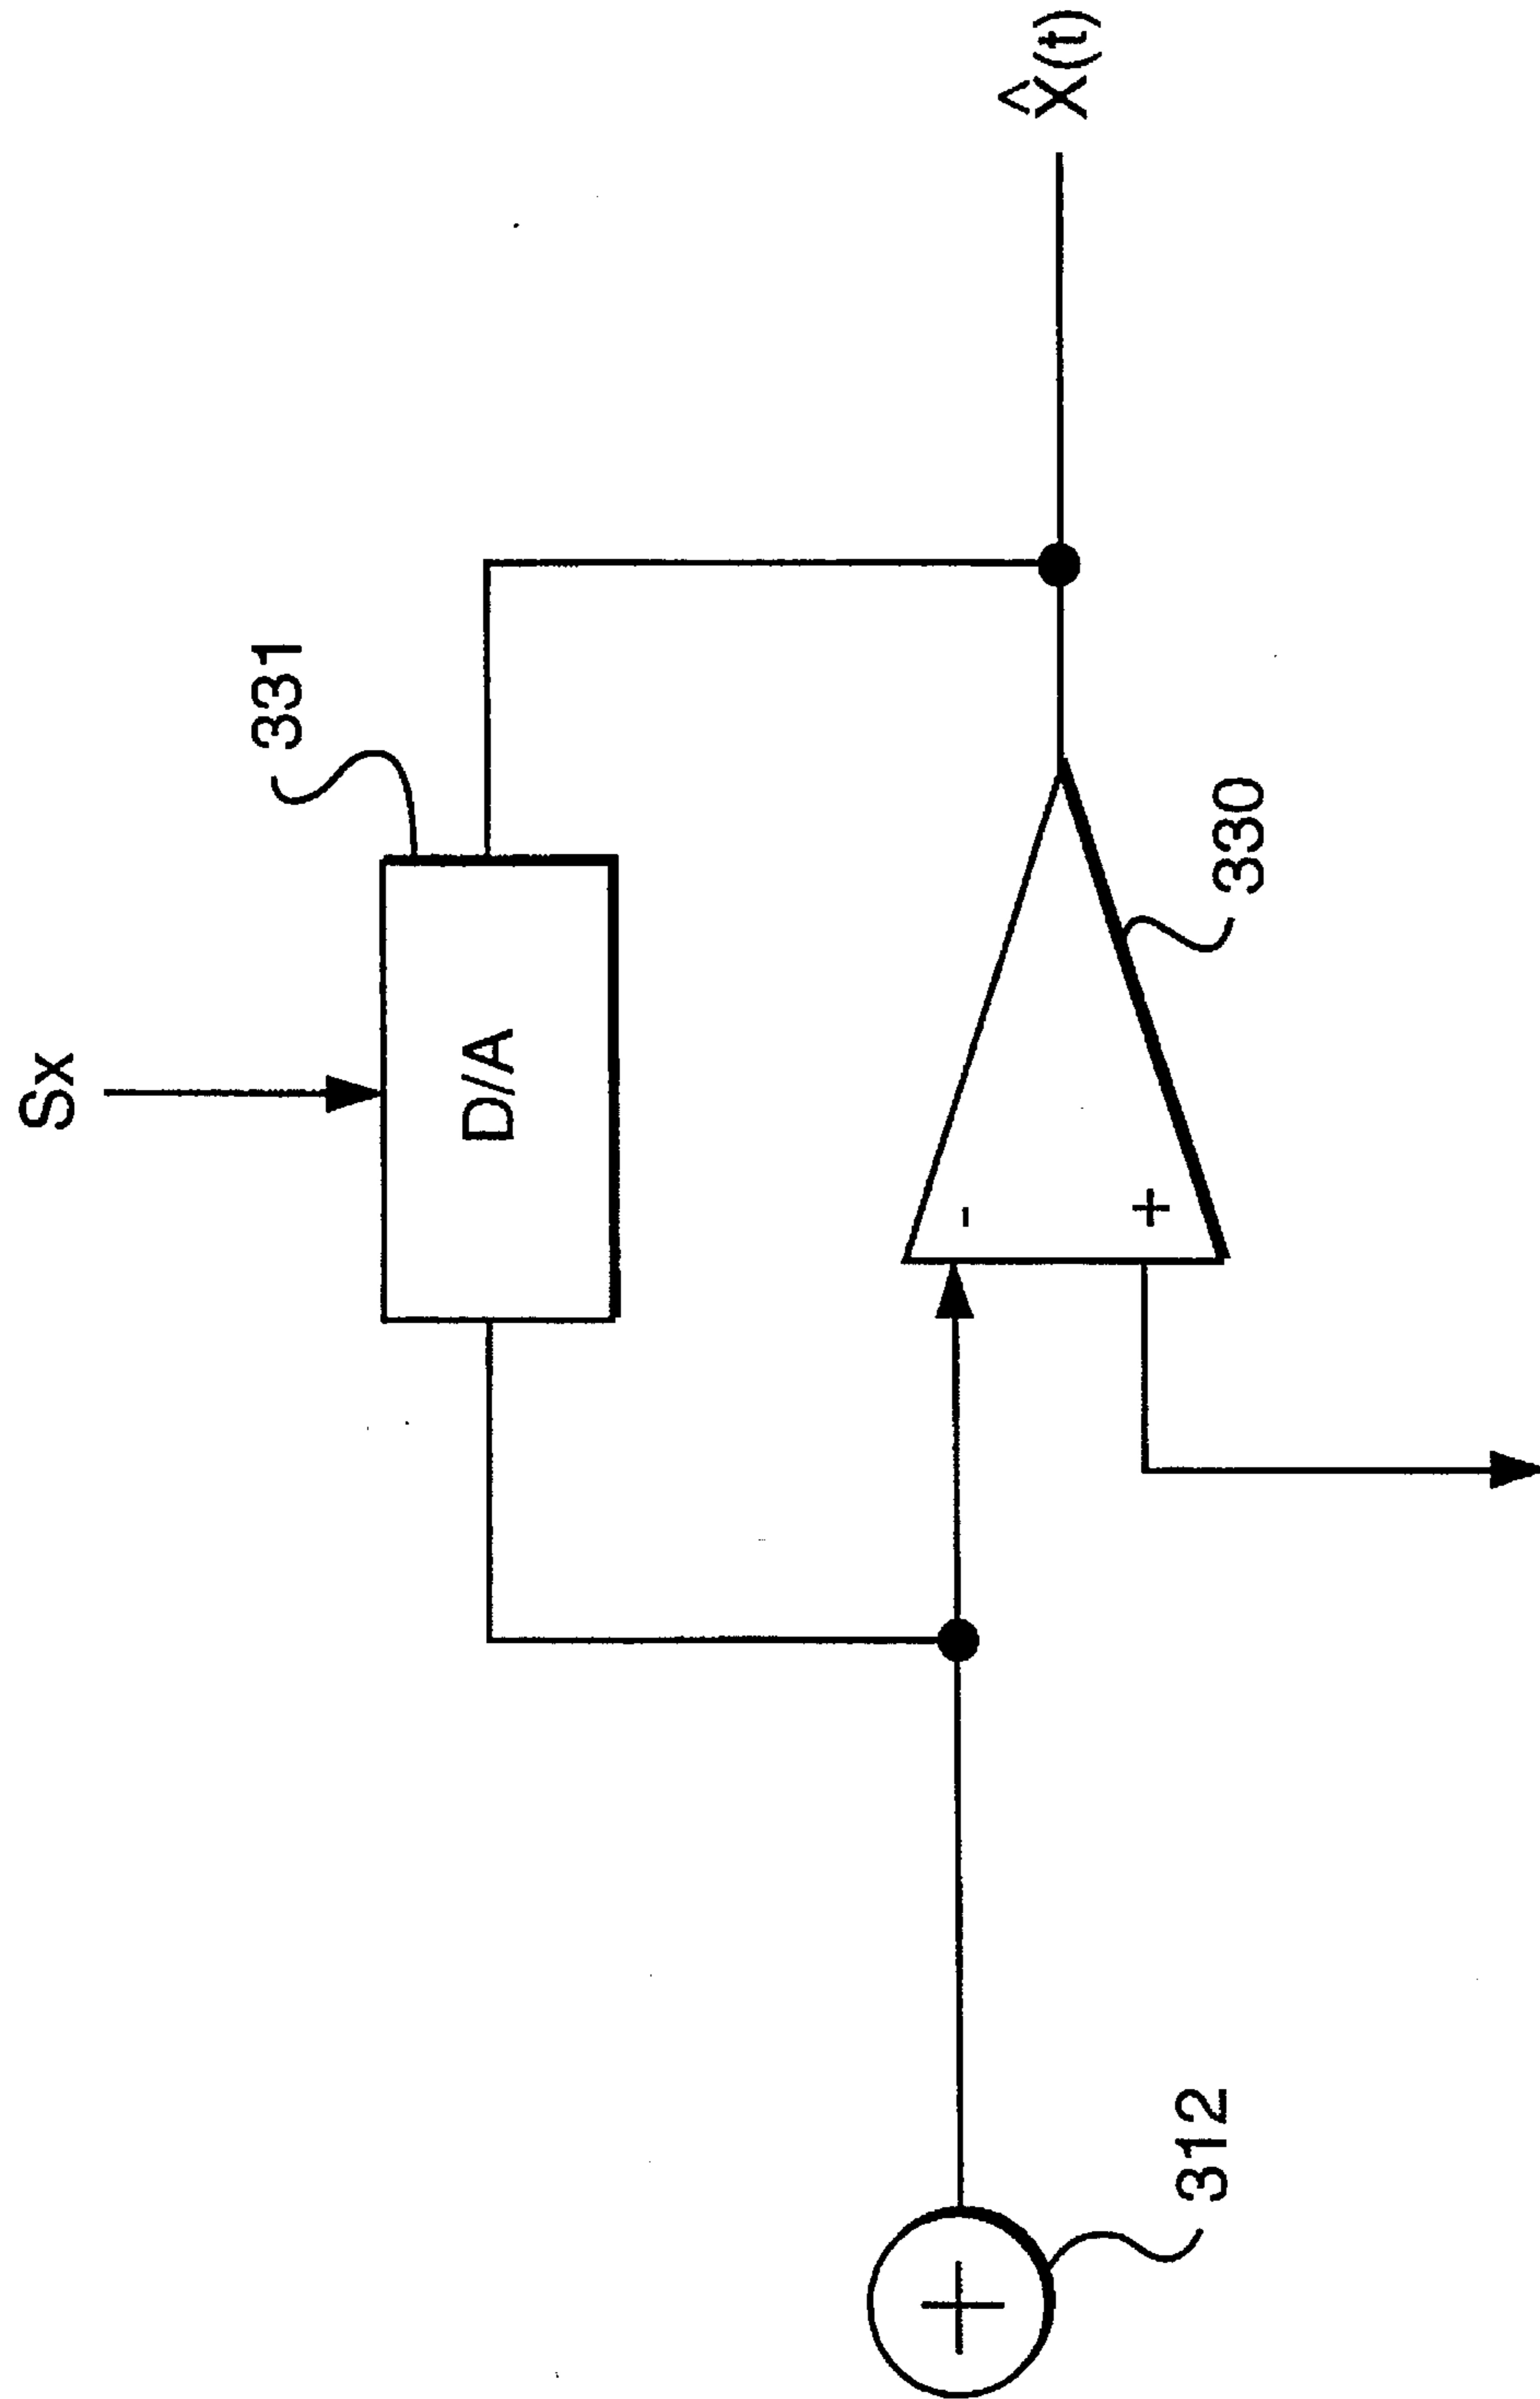 Sx
331
D/A
X̂(t)
-
+
330
+
312